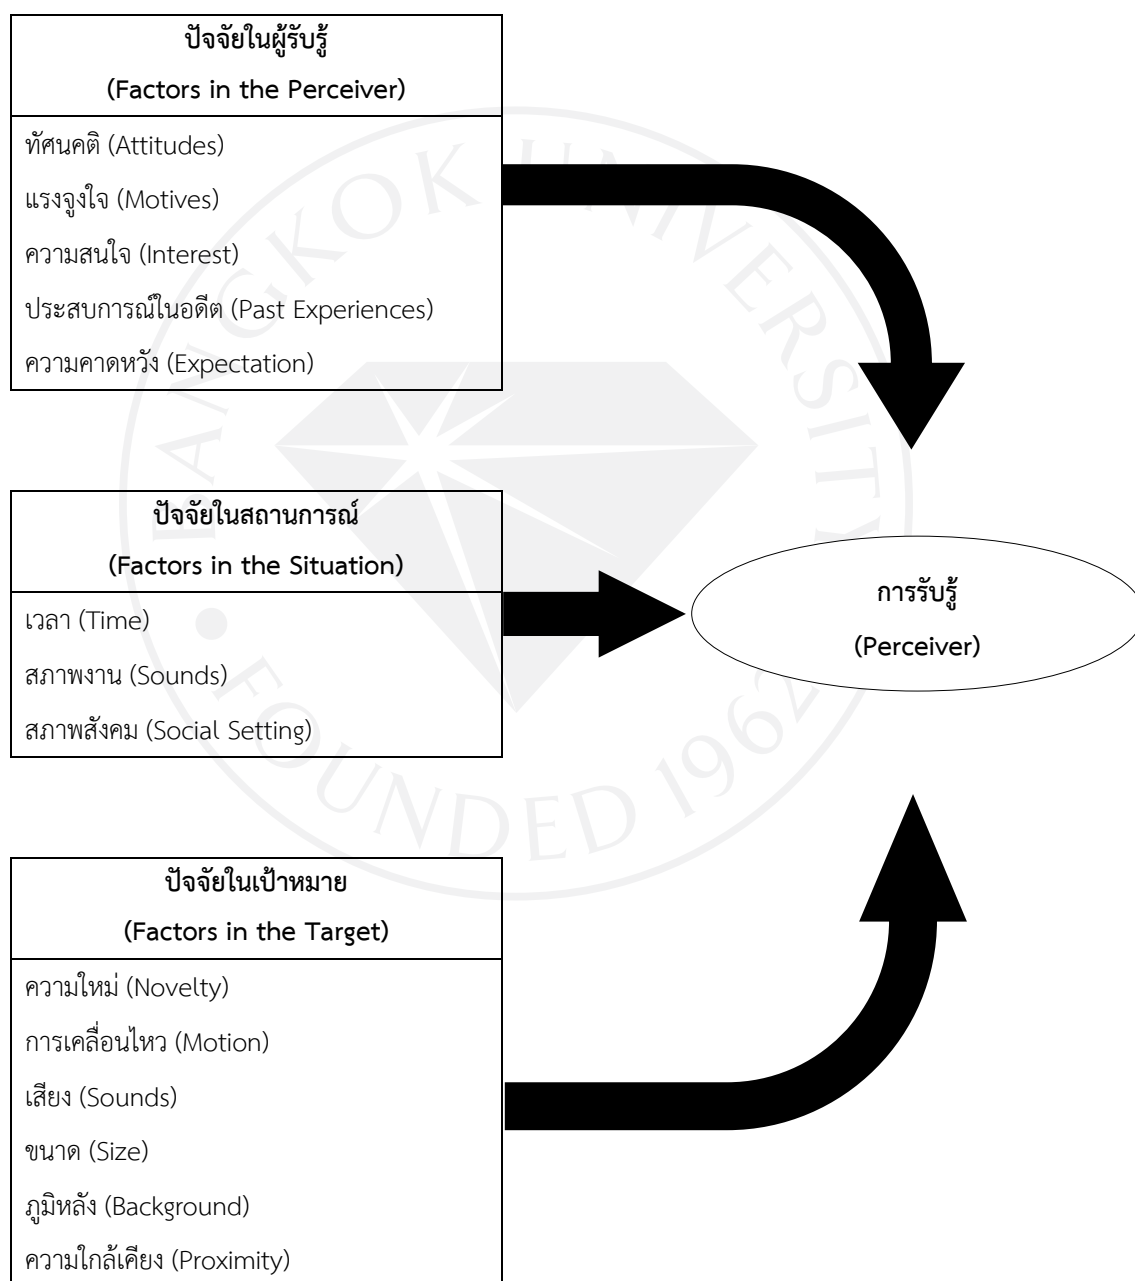 ปัจจัยในผู้รับรู้
(Factors in the Perceiver)
ทัศนคติ (Attitudes)
แรงจูงใจ (Motives)
ความสนใจ (Interest)
ประสบการณ์ในอดีต (Past Experiences)
ความคาดหวัง (Expectation)
ปัจจัยในสถานการณ์
(Factors in the Situation)
เวลา (Time)
สภาพงาน (Sounds)
สภาพสังคม (Social Setting)
การรับรู้
(Perceiver)
ปัจจัยในเป้าหมาย
(Factors in the Target)
ความใหม่ (Novelty)
การเคลื่อนไหว (Motion)
เสียง (Sounds)
ขนาด (Size)
ภูมิหลัง (Background)
ความใกล้เคียง (Proximity)
BANGKOK UNIVERSITY
FOUNDED 1962